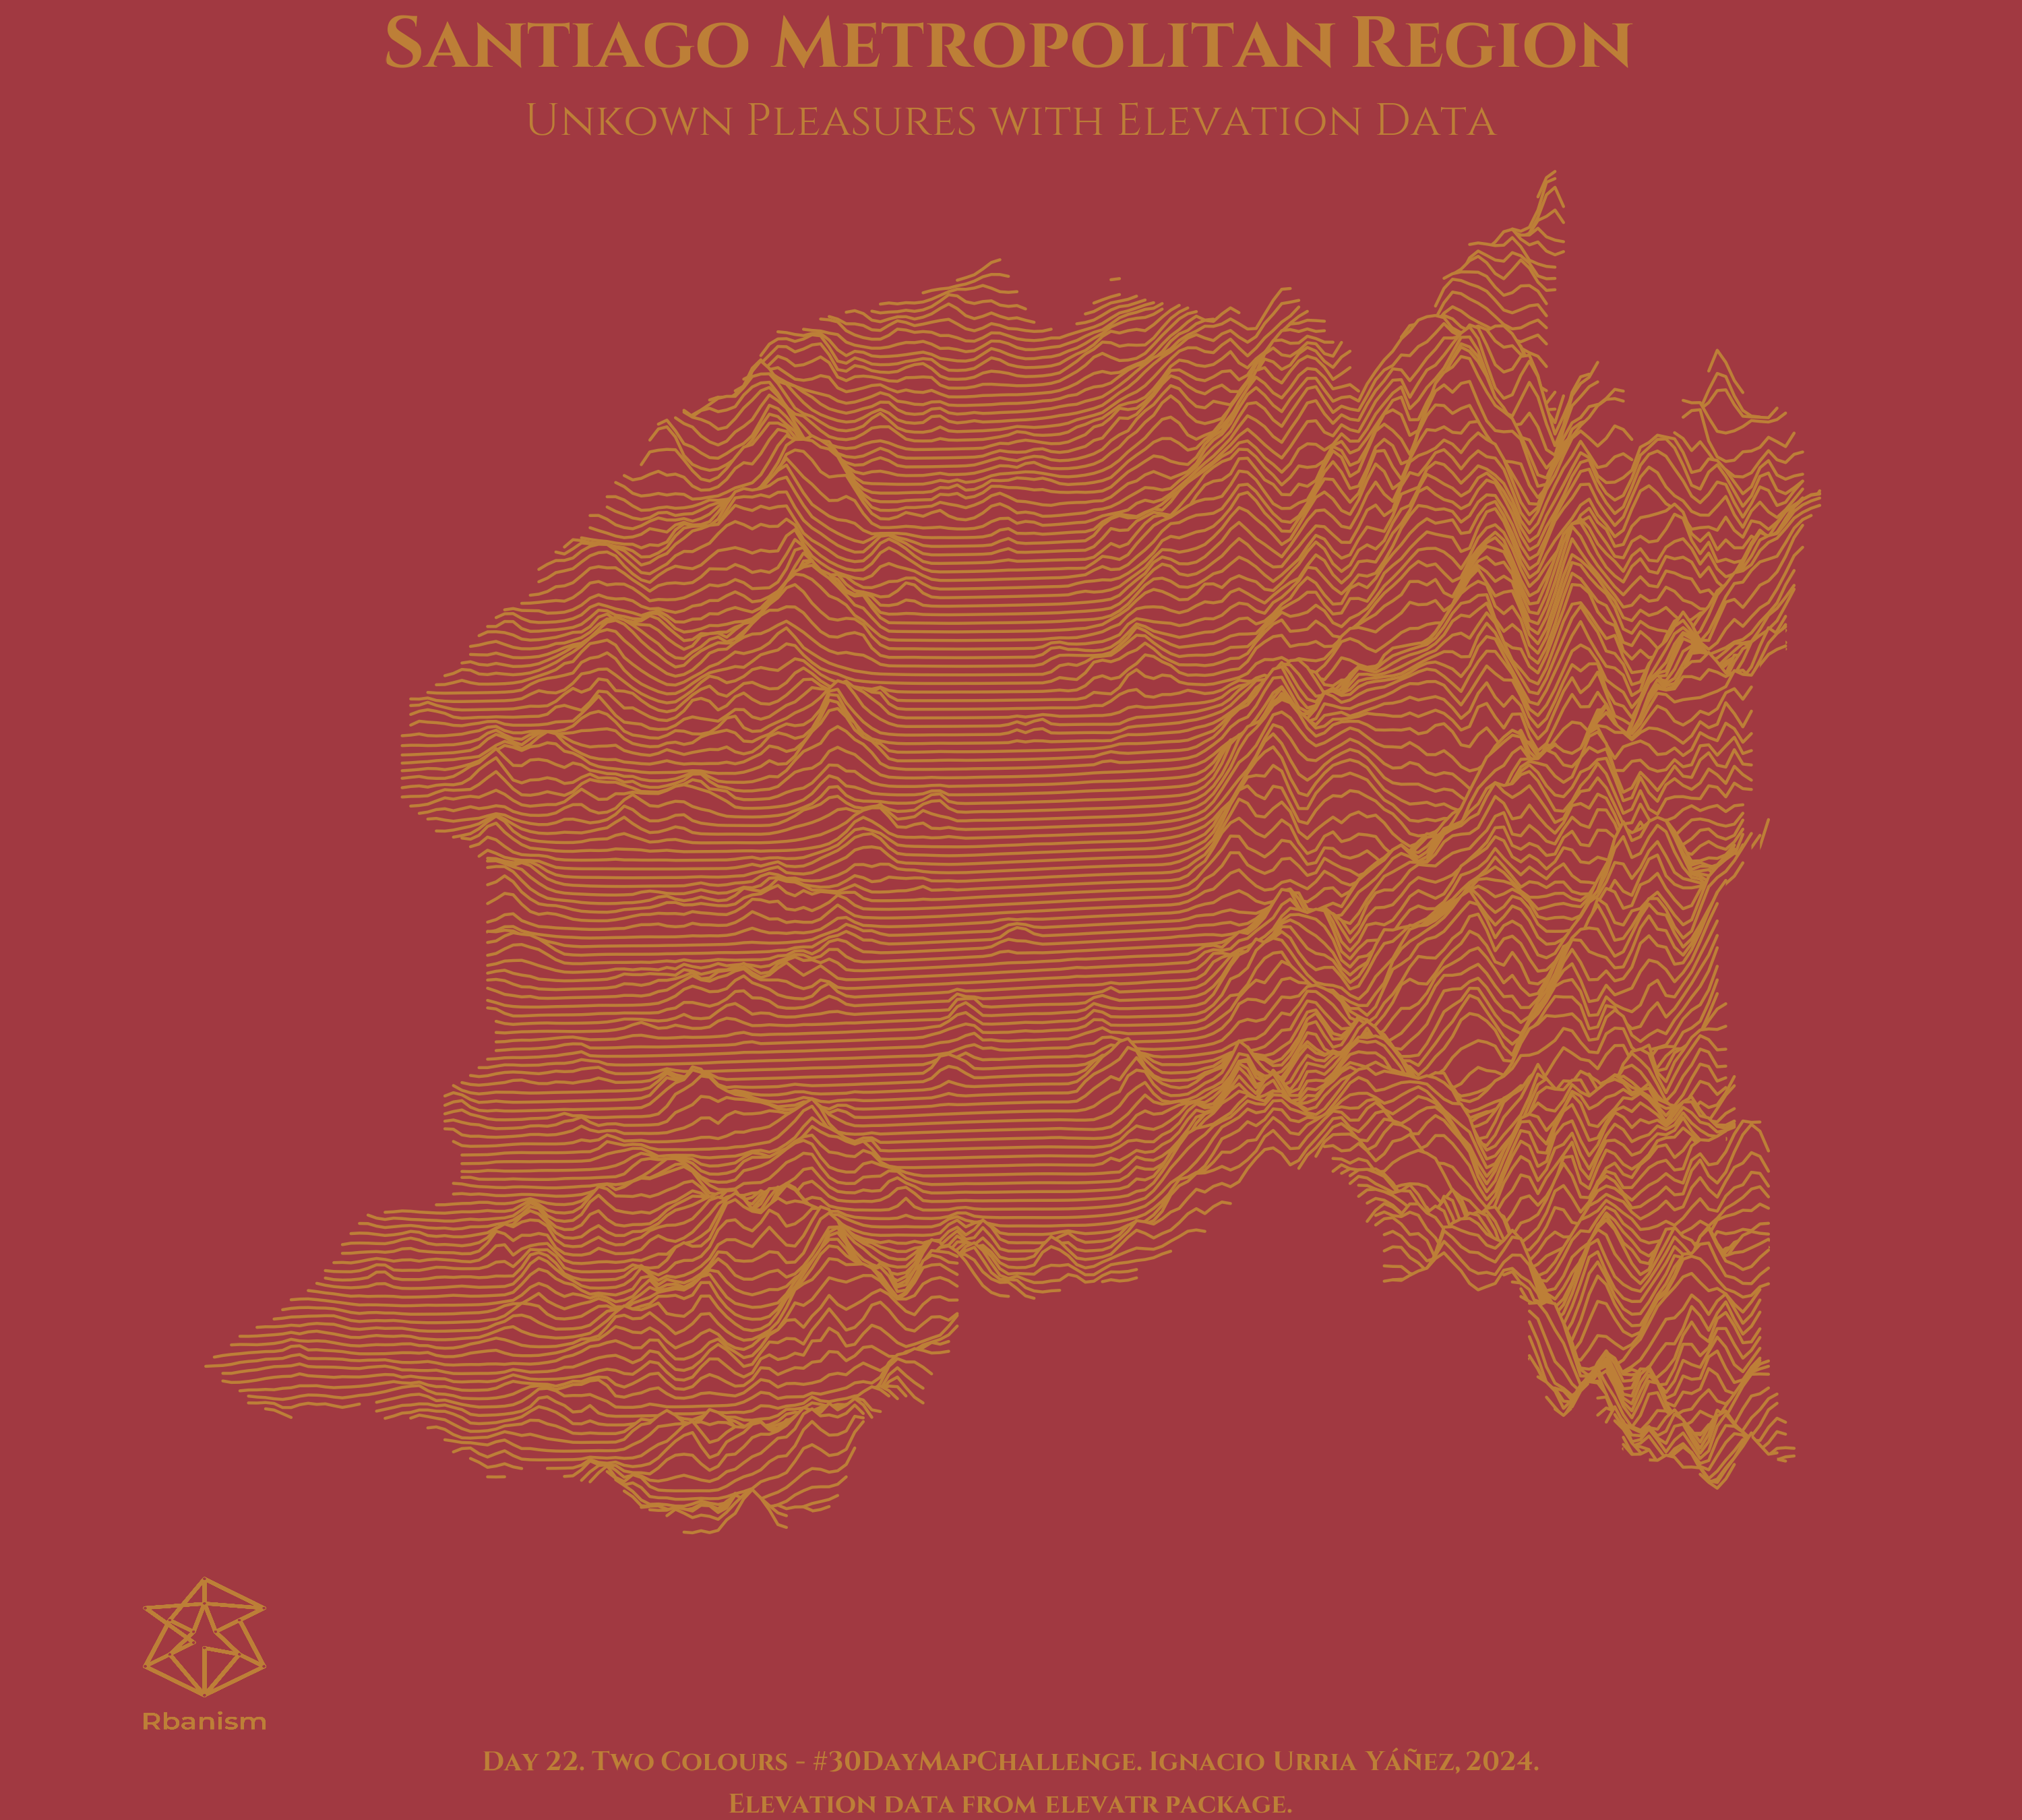 Santiago Metropolitan Region
Unkown Pleasures with Elevation Data
Rbanism
Day 22. Two Colours - #30DayMapChallenge. Ignacio Urria Yáñez, 2024.
Elevation data from elevatr package.